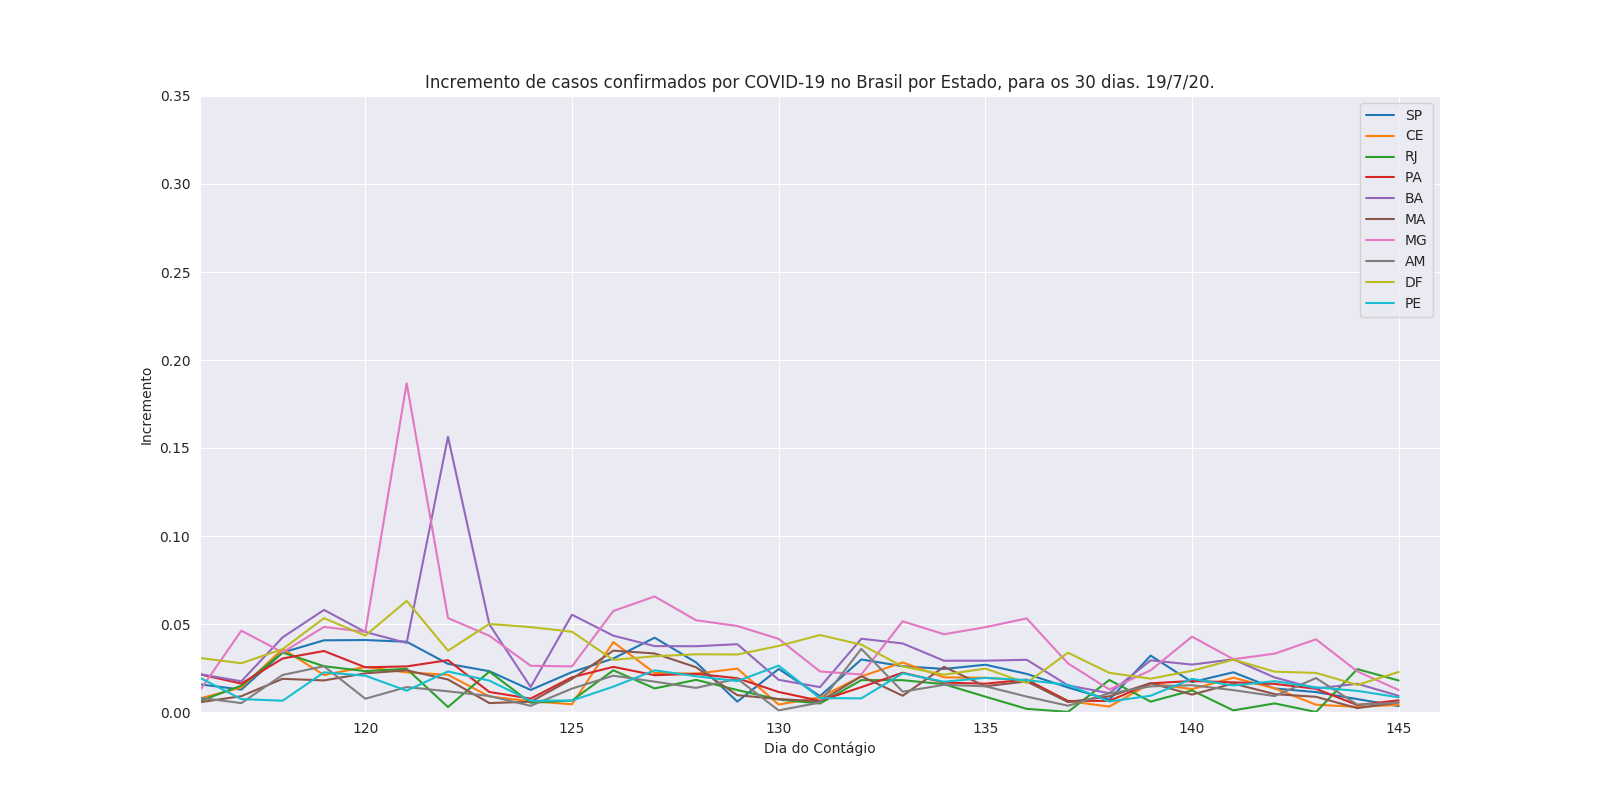 Incremento de casos confirmados por COVID-19 no Brasil por Estado, para os 30 dias. 19/7/20.
0.35
0.30
0.25
0.20
0.15
0.10
0.05
0.00
Incremento
SP
CE
RJ
PA
BA
MA
MG
AM
DF
PE
120 125 130 135 140 145
Dia do Contágio